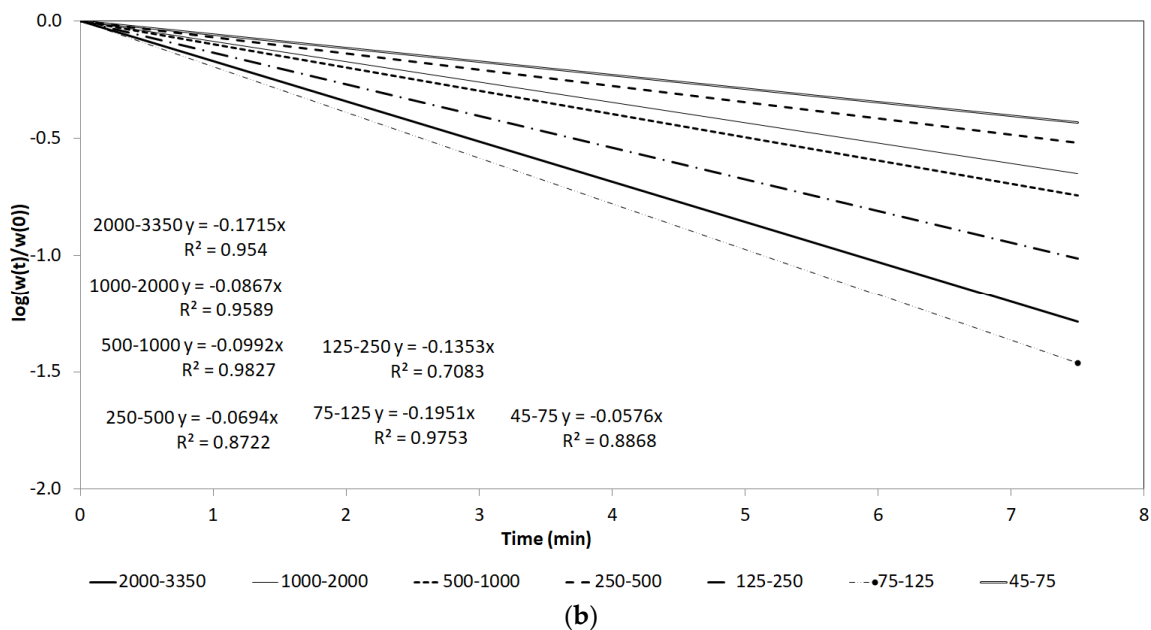 0.0
-0.5
-1.0
-1.5
-2.0
log(w(t)/w(0))
2000-3350 y = -0.1715x
R² = 0.954
1000-2000 y = -0.0867x
R² = 0.9589
500-1000 y = -0.0992x
R² = 0.9827
125-250 y = -0.1353x
R² = 0.7083
250-500 y = -0.0694x
R² = 0.8722
75-125 y = -0.1951x
R² = 0.9753
45-75 y = -0.0576x
R² = 0.8868
0 1 2 3 4 5 6 7 8
Time (min)
2000-3350 1000-2000 500-1000 250-500 125-250 75-125 45-75
(b)